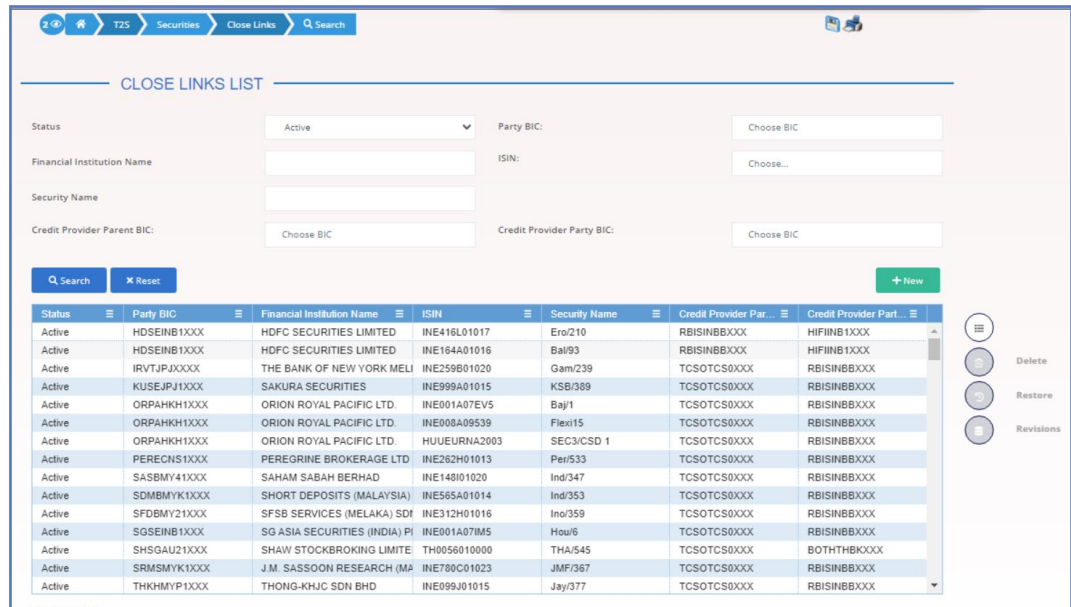 2 T2S Securities Close Links Search
CLOSE LINKS LIST
Status Active Party BIC: Choose BIC
Financial Institution Name ISIN: Choose...
Security Name
Credit Provider Parent BIC: Choose BIC Credit Provider Party BIC: Choose BIC
Search Reset New
Status Party BIC Financial Institution Name ISIN Security Name Credit Provider Par... Credit Provider Part...
Active HDSEINB1XXX HDFC SECURITIES LIMITED INE416L01017 Ero/210 RBISINBBXXX HIFIINB1XXX
Active HDSEINB1XXX HDFC SECURITIES LIMITED INE164A01016 Bal/93 RBISINBBXXX HIFIINB1XXX
Active IRVTJPJXXXX THE BANK OF NEW YORK MELL INE259B01020 Gam/239 TCSOTCS0XXX RBISINBBXXX
Delete
Active KUSEJPJ1XXX SAKURA SECURITIES INE999A01015 KSB/389 TCSOTCS0XXX RBISINBBXXX
Active ORPAHKH1XXX ORION ROYAL PACIFIC LTD. INE001A07EV5 Baj/1 TCSOTCS0XXX RBISINBBXXX
Restore
Active ORPAHKH1XXX ORION ROYAL PACIFIC LTD. INE008A09539 Flexi15 TCSOTCS0XXX RBISINBBXXX
Active ORPAHKH1XXX ORION ROYAL PACIFIC LTD. HUUEURNA2003 SEC3/CSD 1 TCSOTCS0XXX RBISINBBXXX
Revisions
Active PERECNS1XXX PEREGRINE BROKERAGE LTD INE262H01013 Per/533 TCSOTCS0XXX RBISINBBXXX
Active SASBMY41XXX SAHAM SABAH BERHAD INE148I01020 Ind/347 TCSOTCS0XXX RBISINBBXXX
Active SDMBMYK1XXX SHORT DEPOSITS (MALAYSIA) INE565A01014 Ind/353 TCSOTCS0XXX RBISINBBXXX
Active SFDBMY21XXX SFSB SERVICES (MELAKA) SDN INE312H01016 Ino/359 TCSOTCS0XXX RBISINBBXXX
Active SGSEINB1XXX SG ASIA SECURITIES (INDIA) P INE001A07IM5 Hou/6 TCSOTCS0XXX RBISINBBXXX
Active SHSGAU21XXX SHAW STOCKBROKING LIMITE TH0056010000 THA/545 TCSOTCS0XXX BOTHTHBKXXX
Active SRMSMYK1XXX J.M. SASSOON RESEARCH (MA INE780C01023 JMF/367 TCSOTCS0XXX RBISINBBXXX
Active THKHMYP1XXX THONG-KHJC SDN BHD INE099J01015 Jay/377 TCSOTCS0XXX RBISINBBXXX